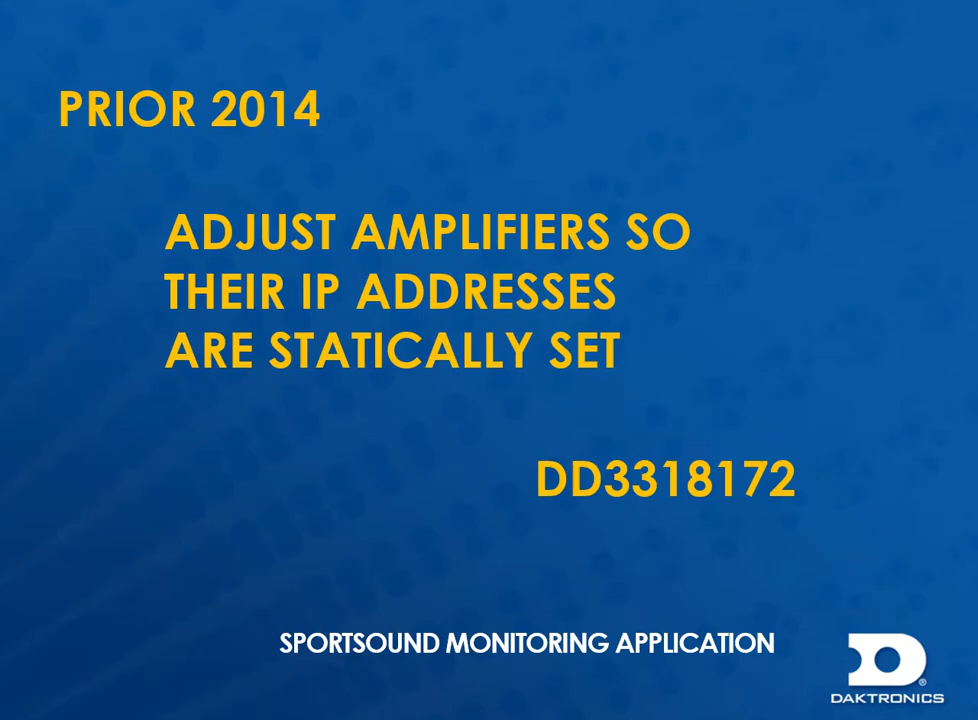 PRIOR 2014
ADJUST AMPLIFIERS SO
THEIR IP ADDRESSES
ARE STATICALLY SET
DD3318172
SPORTSOUND MONITORING APPLICATION
®
DAKTRONICS